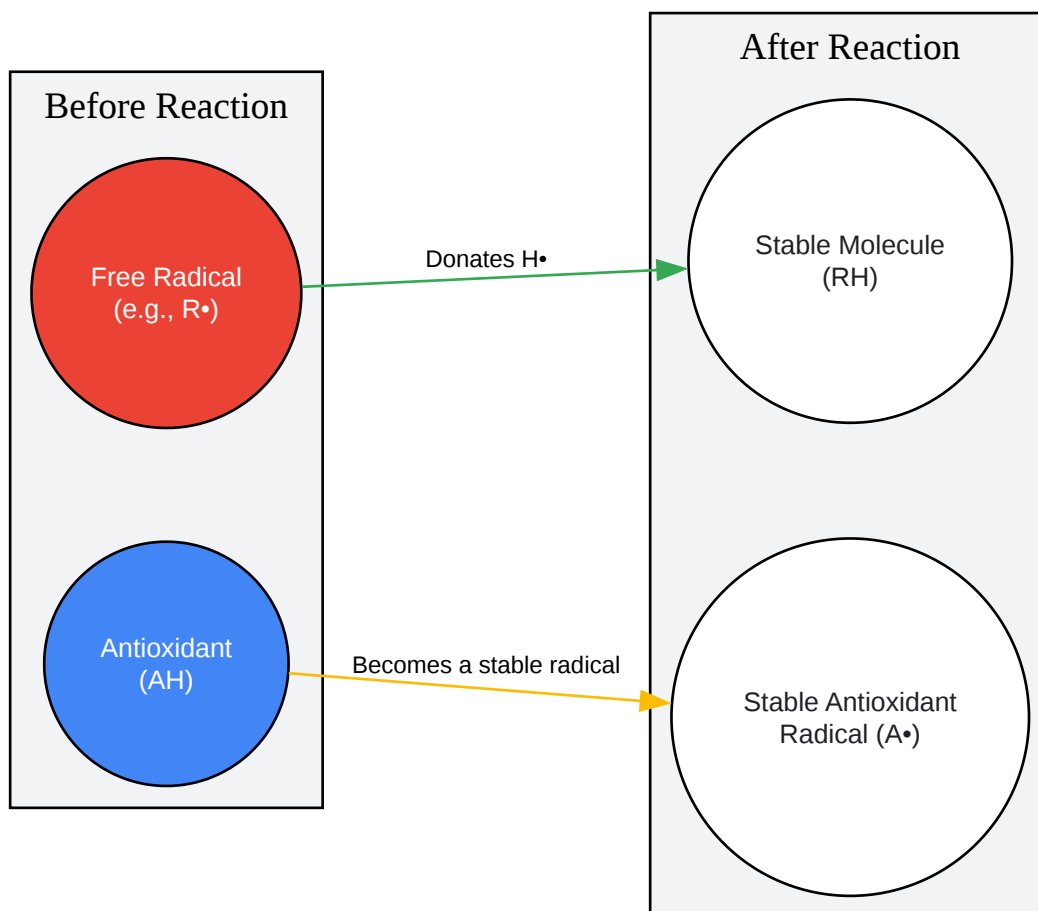 Before Reaction
Free Radical
(e.g., R•)
Donates H•
Antioxidant
(AH)
Becomes a stable radical
After Reaction
Stable Molecule
(RH)
Stable Antioxidant
Radical (A•)